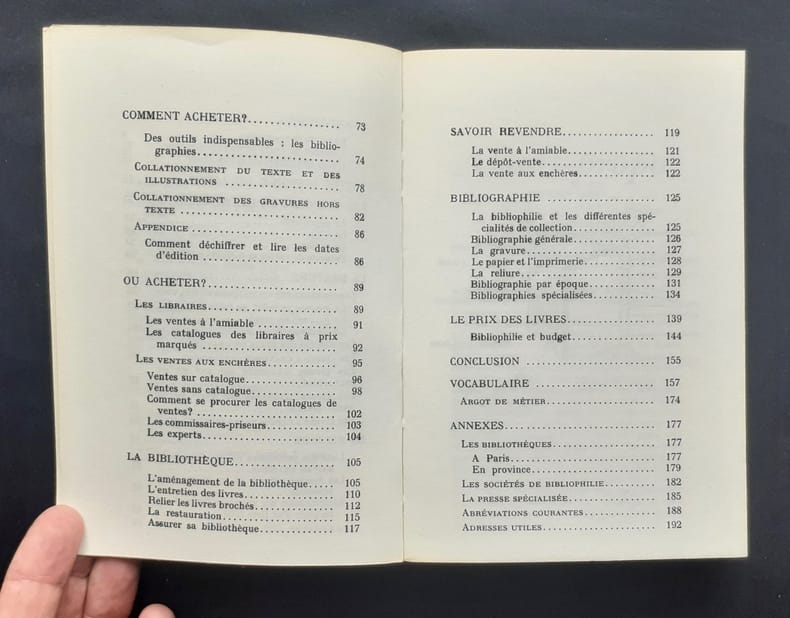 COMMENT ACHETER?.................. 73
Des outils indispensables : les biblio-
graphies......................... 74
COLLATIONNEMENT DU TEXTE ET DES
ILLUSTRATIONS .................... 78
COLLATIONNEMENT DES GRAVURES HORS
TEXTE ............................ 82
APPENDICE ......................... 86
Comment déchiffrer et lire les dates
d'édition ........................ 86
OU ACHETER?....................... 89
LES LIBRAIRES...................... 89
Les ventes à l'amiable ............. 91
Les catalogues des libraires à prix
marqués ......................... 92
LES VENTES AUX ENCHÈRES............ 95
Ventes sur catalogue................ 96
Ventes sans catalogue............... 98
Comment se procurer les catalogues de
ventes? ......................... 102
Les commissaires-priseurs............ 103
Les experts......................... 104
LA BIBLIOTHÈQUE.................. 105
L'aménagement de la bibliothèque..... 105
L'entretien des livres............... 110
Relier les livres brochés............. 112
La restauration..................... 115
Assurer sa bibliothèque.............. 117
SAVOIR REVENDRE................. 119
La vente à l'amiable................. 121
Le dépôt-vente...................... 122
La vente aux enchères............... 122
BIBLIOGRAPHIE .................... 125
La bibliophilie et les différentes spé-
cialités de collection............... 125
Bibliographie générale............... 126
La gravure.......................... 127
Le papier et l'imprimerie............. 128
La reliure........................... 129
Bibliographie par époque............. 131
Bibliographies spécialisées............ 134
LE PRIX DES LIVRES................ 139
Bibliophilie et budget................ 144
CONCLUSION ....................... 155
VOCABULAIRE ..................... 157
ARGOT DE MÉTIER.................. 174
ANNEXES........................... 177
LES BIBLIOTHÈQUES................. 177
A Paris........................... 177
En province........................ 179
LES SOCIÉTÉS DE BIBLIOPHILIE....... 182
LA PRESSE SPÉCIALISÉE.............. 185
ABRÉVIATIONS COURANTES........... 188
ADRESSES UTILES................... 192